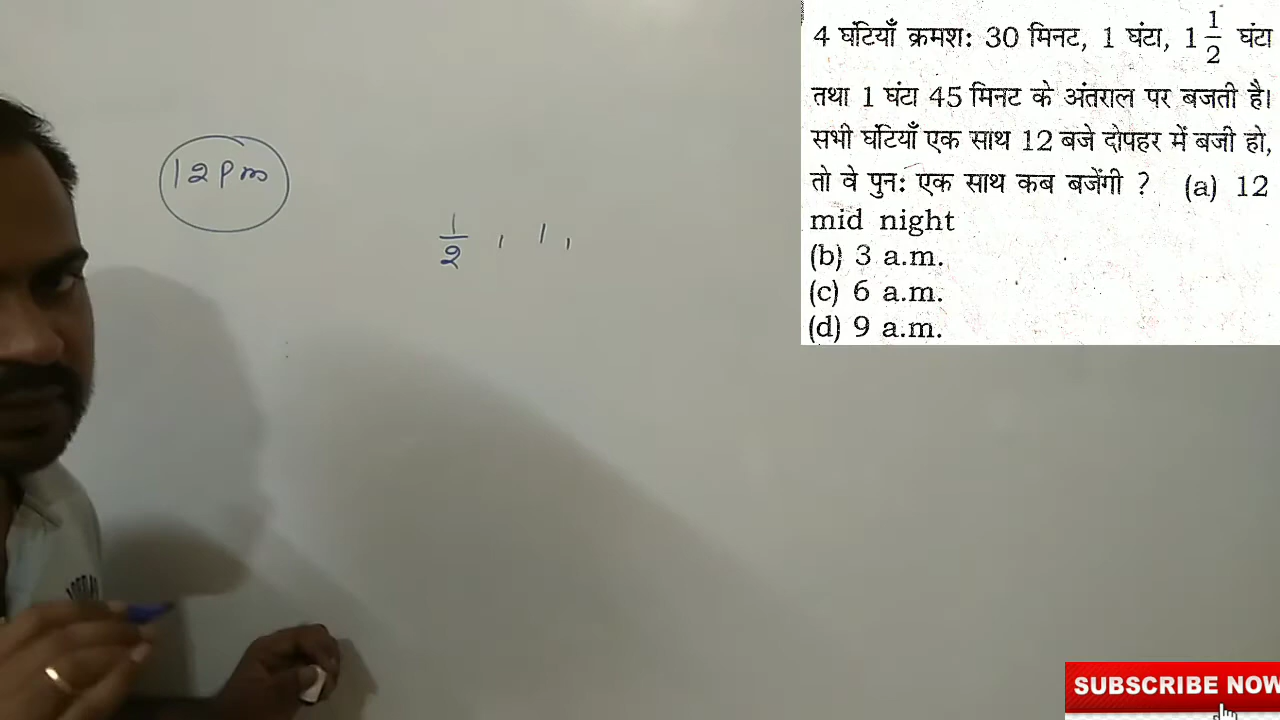 4 घंटियाँ क्रमश: 30 मिनट, 1 घंटा, 1 1/2 घंटा
तथा 1 घंटा 45 मिनट के अंतराल पर बजती है।
सभी घंटियाँ एक साथ 12 बजे दोपहर में बजी हो,
तो वे पुन: एक साथ कब बजेंगी ? (a) 12
mid night
(b) 3 a.m.
(c) 6 a.m.
(d) 9 a.m.
12 Pm
1/2 , 1 ,
SUBSCRIBE NOW